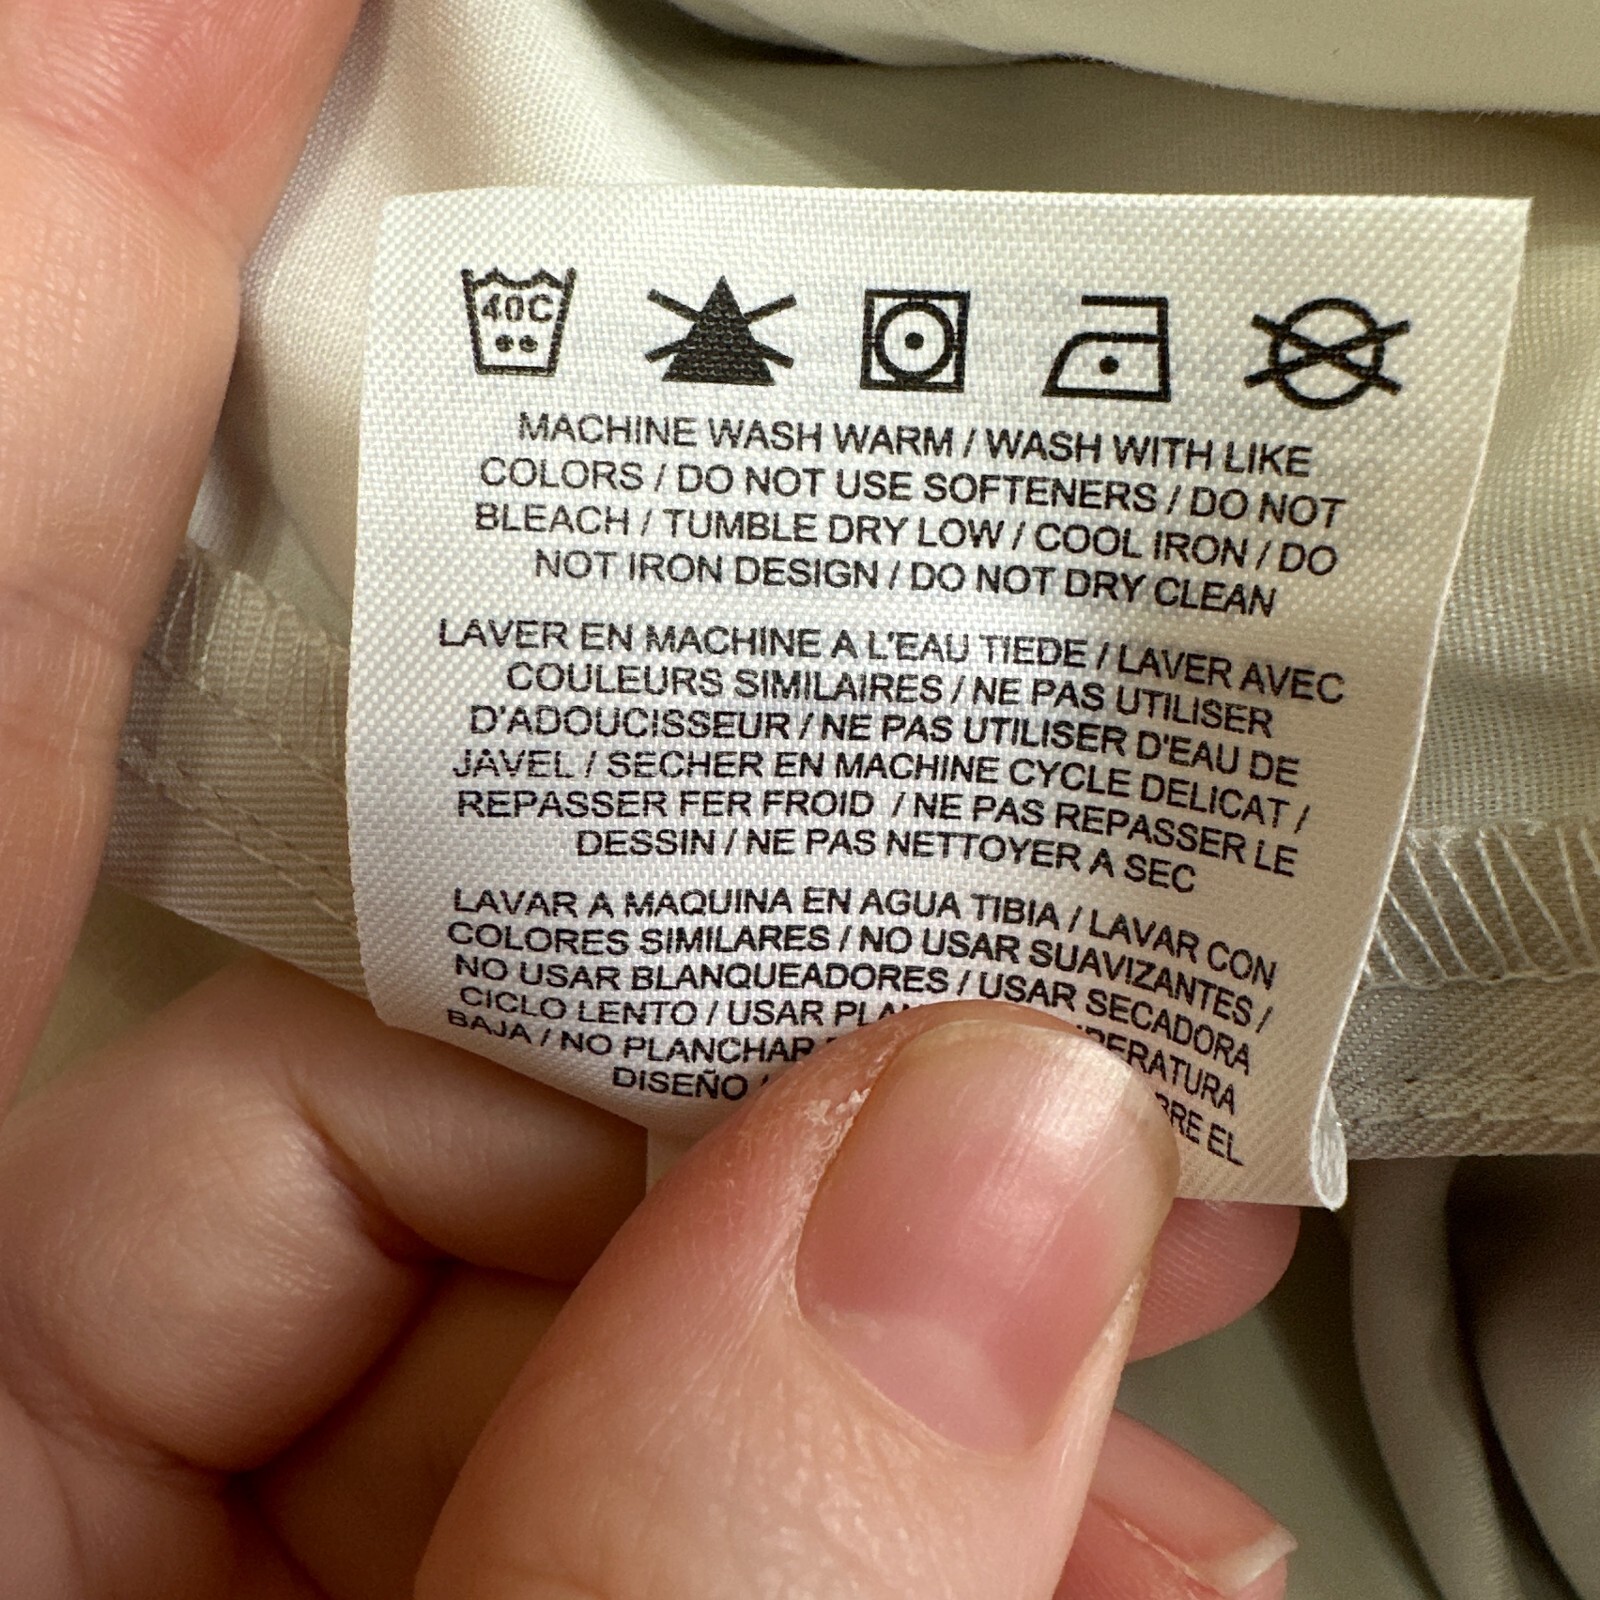 40C
MACHINE WASH WARM / WASH WITH LIKE
COLORS / DO NOT USE SOFTENERS / DO NOT
BLEACH / TUMBLE DRY LOW / COOL IRON / DO
NOT IRON DESIGN / DO NOT DRY CLEAN
LAVER EN MACHINE A L'EAU TIEDE / LAVER AVEC
COULEURS SIMILAIRES / NE PAS UTILISER
D'ADOUCISSEUR / NE PAS UTILISER D'EAU DE
JAVEL / SECHER EN MACHINE CYCLE DELICAT /
REPASSER FER FROID / NE PAS REPASSER LE
DESSIN / NE PAS NETTOYER A SEC
LAVAR A MAQUINA EN AGUA TIBIA / LAVAR CON
COLORES SIMILARES / NO USAR SUAVIZANTES /
NO USAR BLANQUEADORES / USAR SECADORA
CICLO LENTO / USAR
BAJA / NO PLANCHAR EL
DISEÑO /